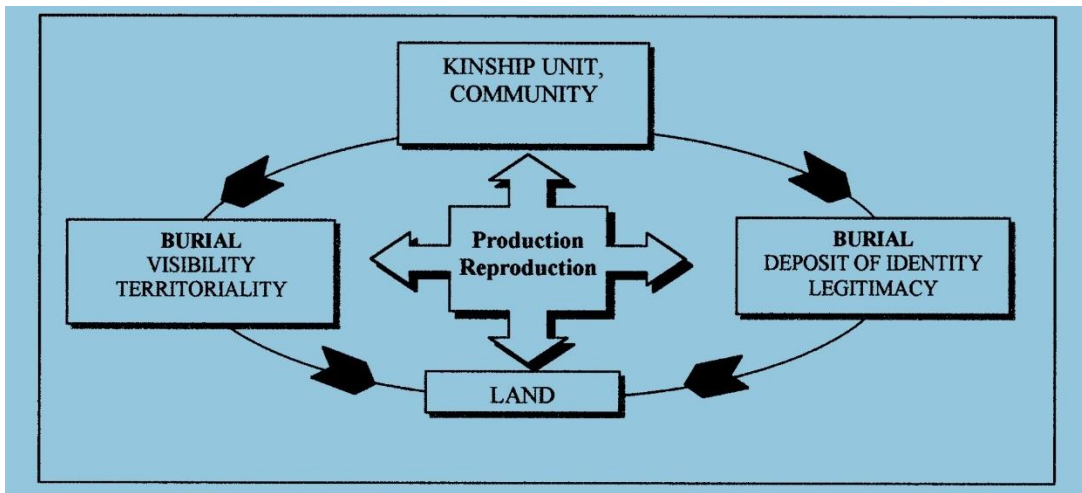 KINSHIP UNIT,
COMMUNITY
BURIAL
VISIBILITY
TERRITORIALITY
Production
Reproduction
BURIAL
DEPOSIT OF IDENTITY
LEGITIMACY
LAND